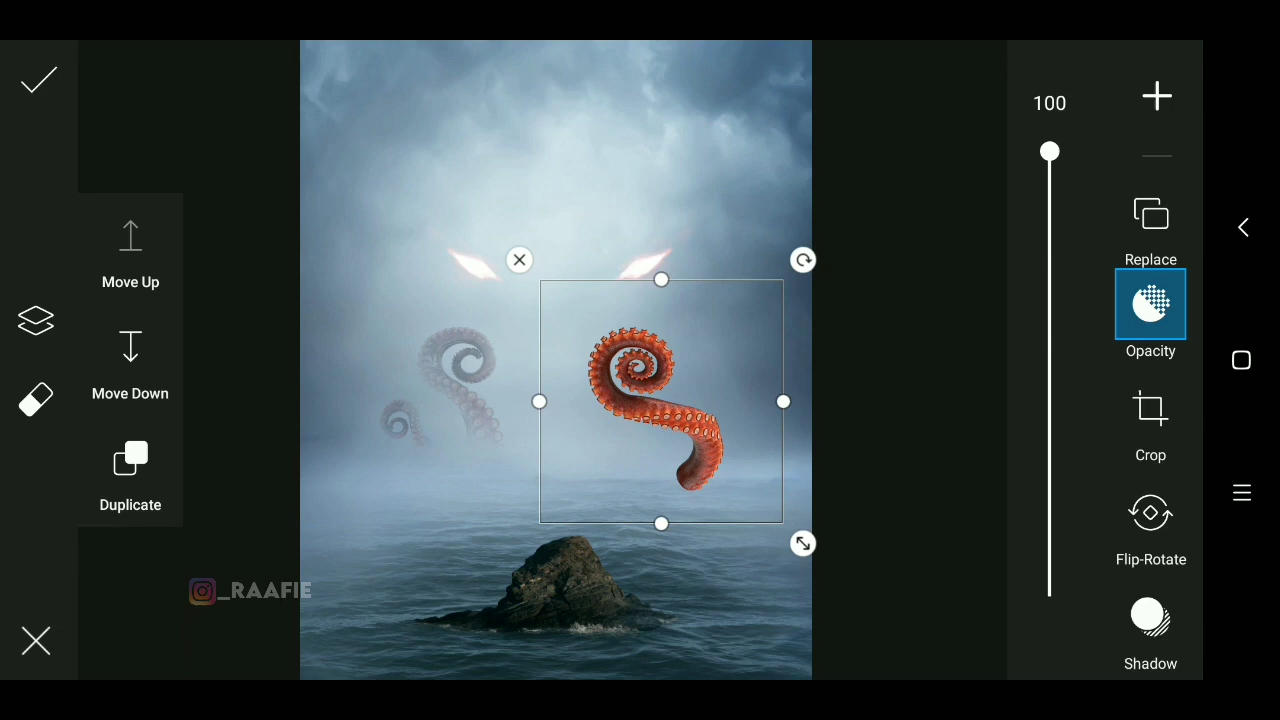 100
Move Up
Replace
Opacity
Move Down
Crop
Duplicate
Flip-Rotate
_RAAFIE
Shadow